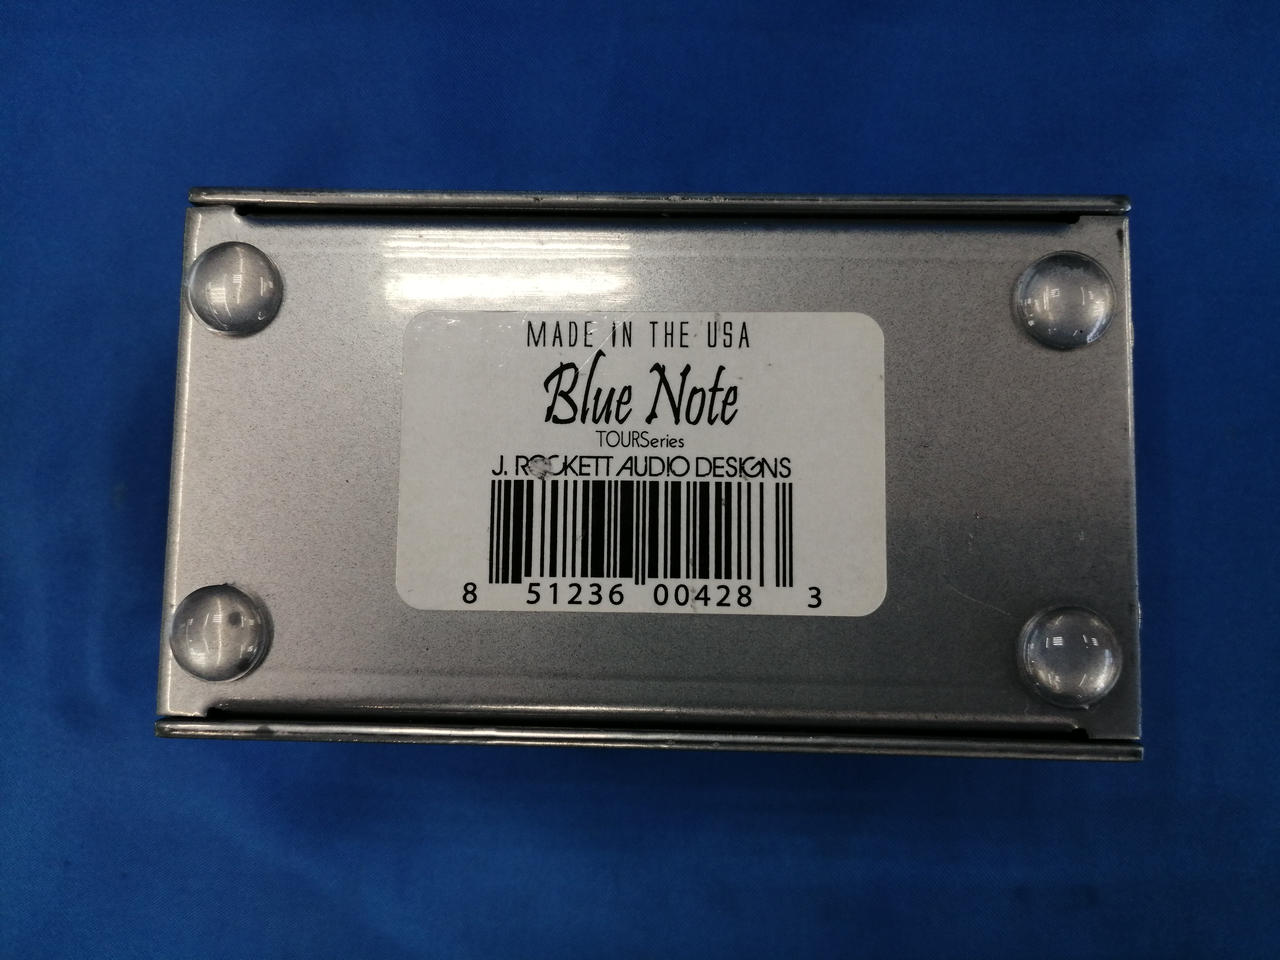 MADE IN THE USA
Blue Note
TOURSeries
J. ROCKETT AUDIO DESIGNS
8 51236 00428 3